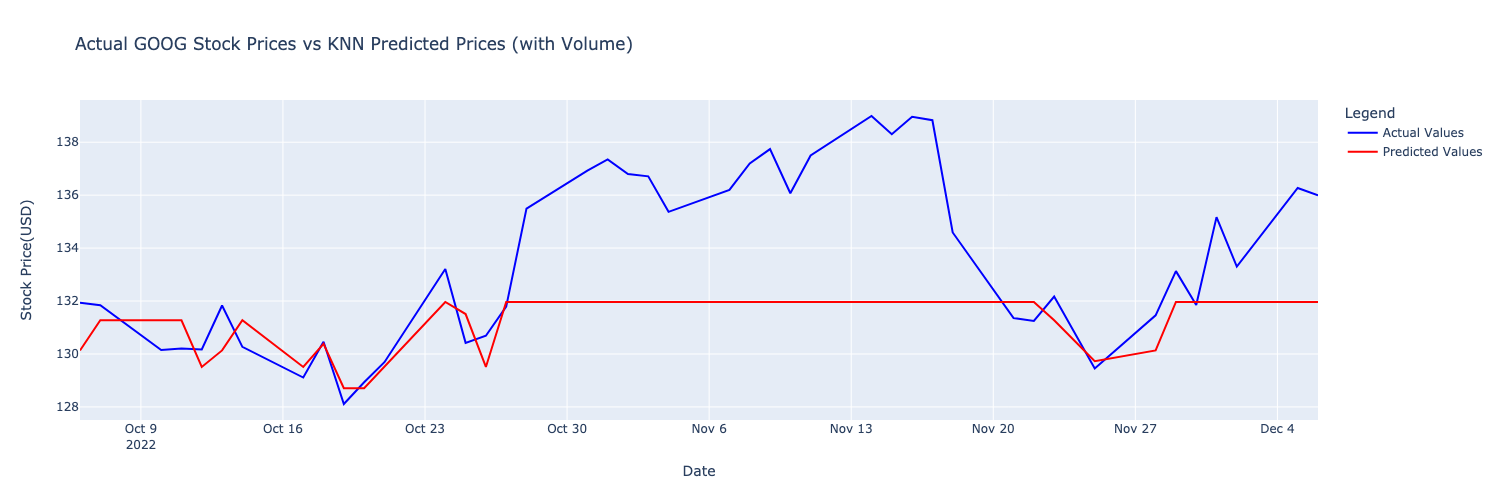 Actual GOOG Stock Prices vs KNN Predicted Prices (with Volume)
Legend
Actual Values
Predicted Values
Stock Price(USD)
138
136
134
132
130
128
Oct 9
2022
Oct 16
Oct 23
Oct 30
Nov 6
Nov 13
Nov 20
Nov 27
Dec 4
Date